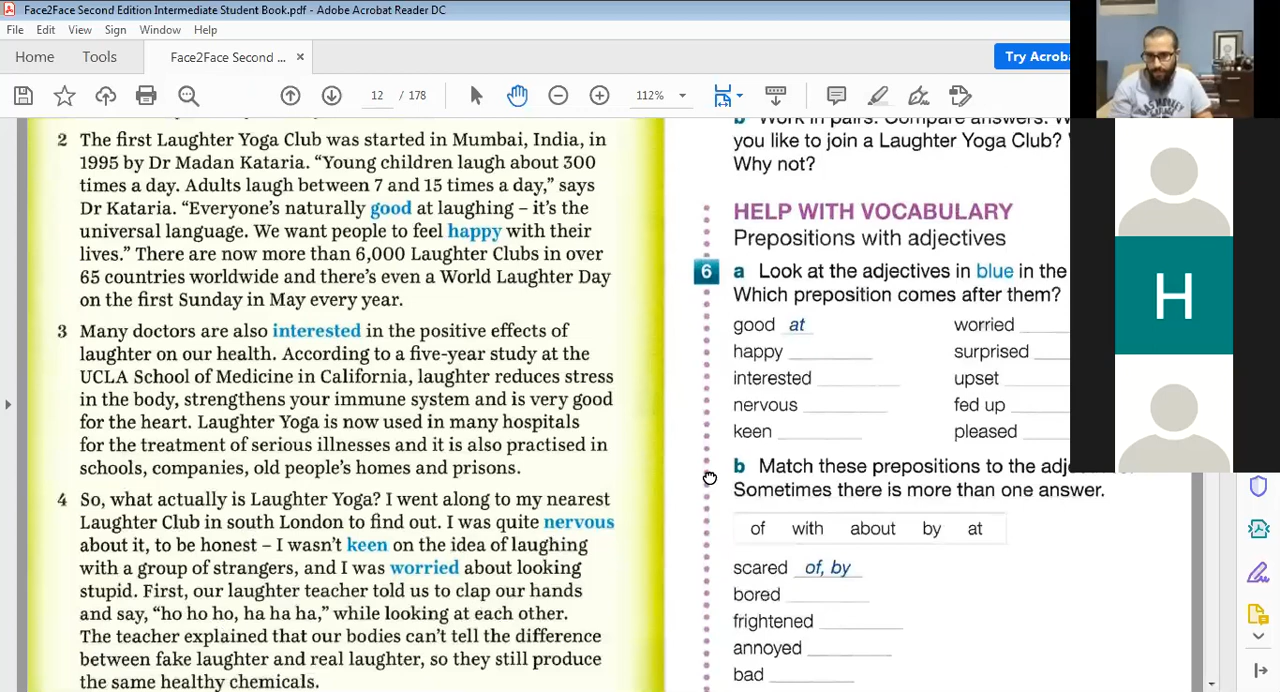 Face2Face Second Edition Intermediate Student Book.pdf - Adobe Acrobat Reader DC
File Edit View Sign Window Help
Home Tools Face2Face Second ... × Try Acroba
12 / 178 112%
2 The first Laughter Yoga Club was started in Mumbai, India, in
1995 by Dr Madan Kataria. “Young children laugh about 300
times a day. Adults laugh between 7 and 15 times a day,” says
Dr Kataria. “Everyone’s naturally good at laughing – it’s the
universal language. We want people to feel happy with their
lives.” There are now more than 6,000 Laughter Clubs in over
65 countries worldwide and there’s even a World Laughter Day
on the first Sunday in May every year.
3 Many doctors are also interested in the positive effects of
laughter on our health. According to a five-year study at the
UCLA School of Medicine in California, laughter reduces stress
in the body, strengthens your immune system and is very good
for the heart. Laughter Yoga is now used in many hospitals
for the treatment of serious illnesses and it is also practised in
schools, companies, old people’s homes and prisons.
4 So, what actually is Laughter Yoga? I went along to my nearest
Laughter Club in south London to find out. I was quite nervous
about it, to be honest – I wasn’t keen on the idea of laughing
with a group of strangers, and I was worried about looking
stupid. First, our laughter teacher told us to clap our hands
and say, “ho ho ho, ha ha ha,” while looking at each other.
The teacher explained that our bodies can’t tell the difference
between fake laughter and real laughter, so they still produce
the same healthy chemicals.
b Work in pairs. Compare answers. W
you like to join a Laughter Yoga Club?
Why not?
HELP WITH VOCABULARY
Prepositions with adjectives
6 a Look at the adjectives in blue in the
Which preposition comes after them?
good at worried
happy surprised
interested upset
nervous fed up
keen pleased
b Match these prepositions to the adj
Sometimes there is more than one answer.
of with about by at
scared of, by
bored
frightened
annoyed
bad
H